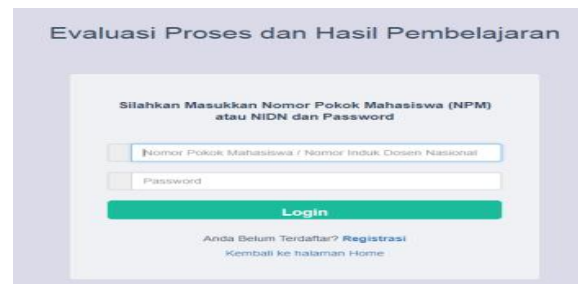 Evaluasi Proses dan Hasil Pembelajaran
Silahkan Masukkan Nomor Pokok Mahasiswa (NPM)
atau NIDN dan Password
Nomor Pokok Mahasiswa / Nomor Induk Dosen Nasional
Password
Login
Anda Belum Terdaftar? Registrasi
Kembali ke halaman Home